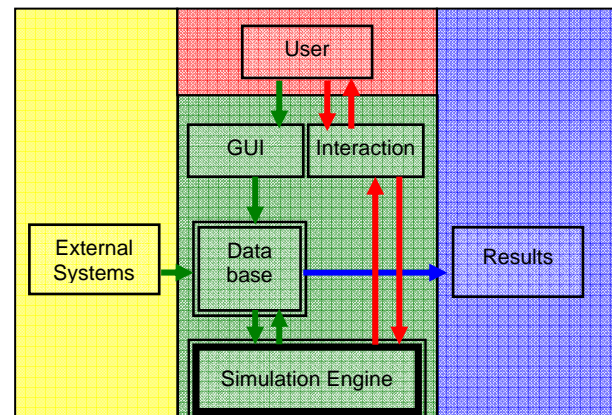 User
GUI
Interaction
External
Systems
Data
base
Results
Simulation Engine